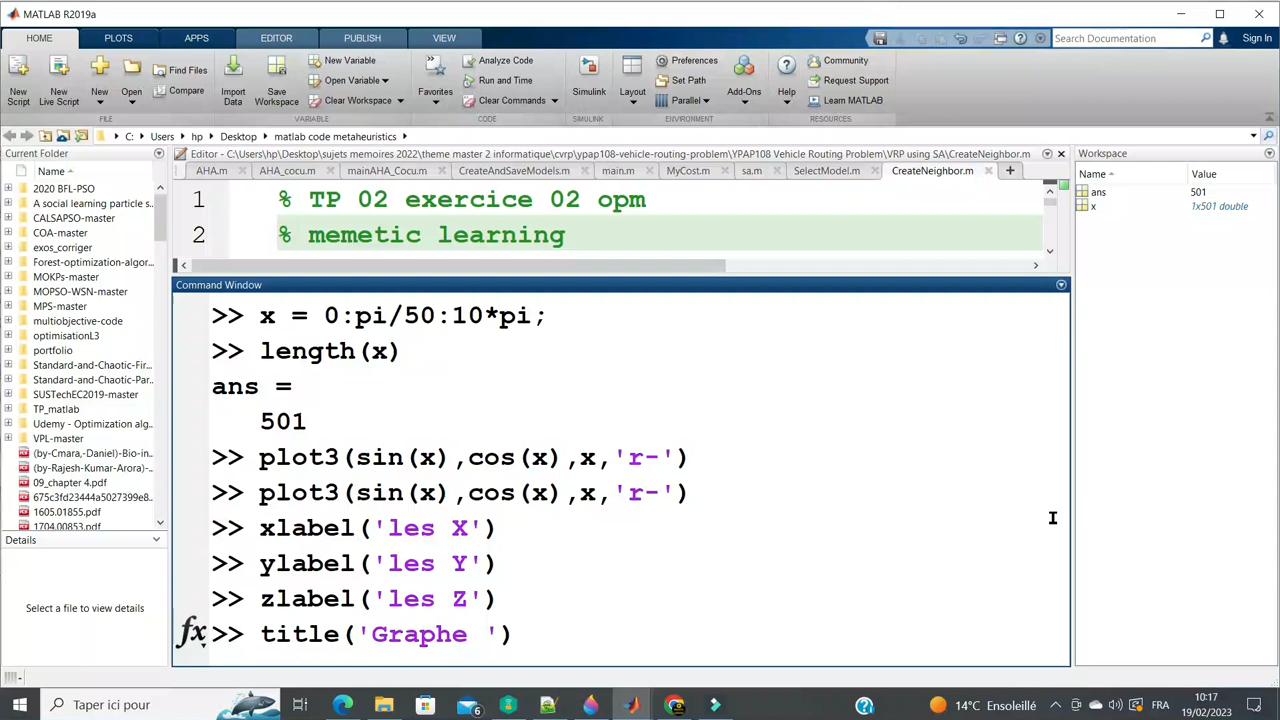 MATLAB R2019a
HOME PLOTS APPS EDITOR PUBLISH VIEW Search Documentation Sign In
New Script New Live Script New Open Find Files Compare Import Data Save Workspace New Variable Open Variable Clear Workspace Favorites Analyze Code Run and Time Clear Commands Simulink Layout Preferences Set Path Parallel Add-Ons Help Community Request Support Learn MATLAB
FILE VARIABLE CODE SIMULINK ENVIRONMENT RESOURCES
C: Users hp Desktop matlab code metaheuristics
Current Folder
Name
2020 BFL-PSO
A social learning particle s...
CALSAPSO-master
COA-master
exos_corriger
Forest-optimization-algor...
MOKPs-master
MOPSO-WSN-master
MPS-master
multiobjective-code
optimisationL3
portfolio
Standard-and-Chaotic-Fir...
Standard-and-Chaotic-Par...
SUSTechEC2019-master
TP_matlab
Udemy - Optimization alg...
VPL-master
(by-Cmara,-Daniel)-Bio-in...
(by-Rajesh-Kumar-Arora)-...
09_chapter 4.pdf
675c3fd23444a5027399e8...
1605.01855.pdf
1704.00853.pdf
Details
Select a file to view details
Editor - C:\Users\hp\Desktop\sujets memoires 2022\theme master 2 informatique\cvrp\ypap108-vehicle-routing-problem\YPAP108 Vehicle Routing Problem\VRP using SA\CreateNeighbor.m
AHA.m AHA_cocu.m mainAHA_Cocu.m CreateAndSaveModels.m main.m MyCost.m sa.m SelectModel.m CreateNeighbor.m
1 % TP 02 exercice 02 opm
2 % memetic learning
Command Window
>> x = 0:pi/50:10*pi;
>> length(x)
ans =
501
>> plot3(sin(x),cos(x),x,'r-')
>> plot3(sin(x),cos(x),x,'r-')
>> xlabel('les X')
>> ylabel('les Y')
>> zlabel('les Z')
fx >> title('Graphe ')
Workspace
Name Value
ans 501
x 1x501 double
Taper ici pour 6 14°C Ensoleillé FRA 10:17
19/02/2023